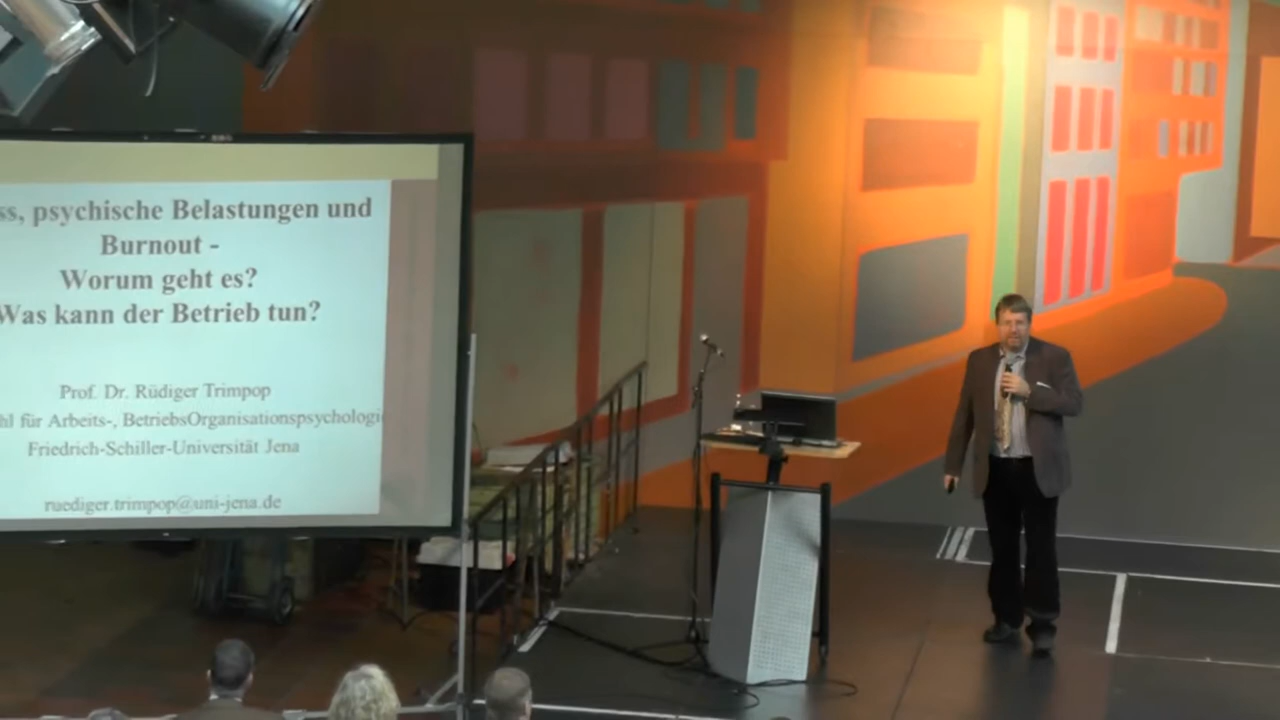 ss, psychische Belastungen und
Burnout -
Worum geht es?
Was kann der Betrieb tun?
Prof. Dr. Rüdiger Trimpop
hl für Arbeits-, BetriebsOrganisationspsychologi
Friedrich-Schiller-Universität Jena
ruediger.trimpop@uni-jena.de